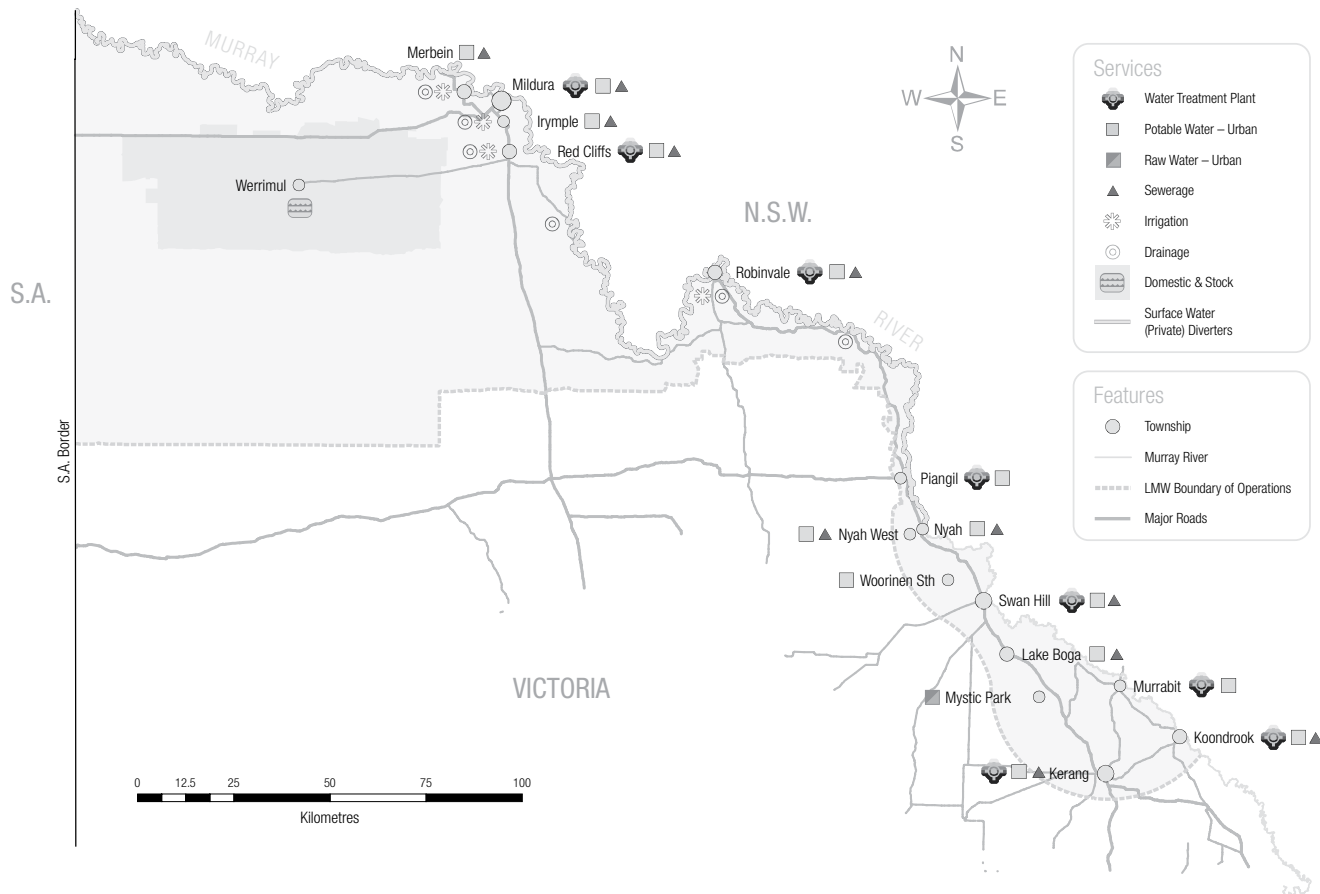 MURRAY
Merbein
Mildura
Irymple
Red Cliffs
Werrimul
N
W E
S
N.S.W.
S.A.
Robinvale
RIVER
S.A. Border
Piangil
Nyah West
Nyah
Woorinen Sth
Swan Hill
Lake Boga
VICTORIA
Murrabit
Mystic Park
Koondrook
Kerang
0 12.5 25 50 75 100
Kilometres
Services
Water Treatment Plant
Potable Water – Urban
Raw Water – Urban
Sewerage
Irrigation
Drainage
Domestic & Stock
Surface Water
(Private) Diverters
Features
Township
Murray River
LMW Boundary of Operations
Major Roads